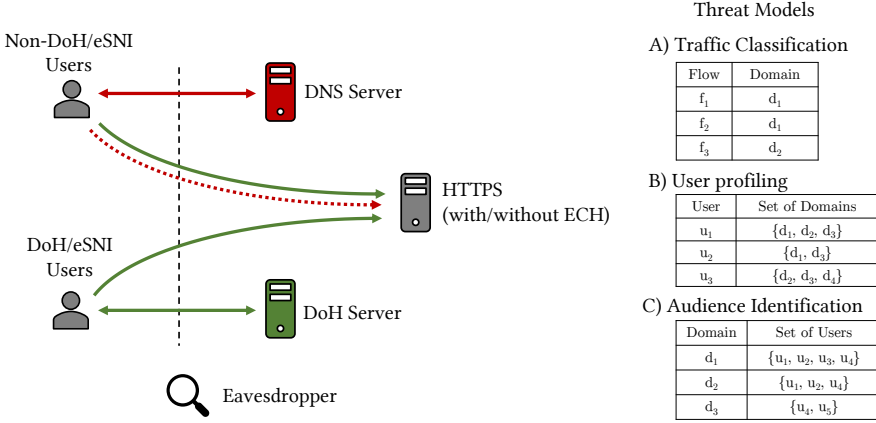 Non-DoH/eSNI
Users
DNS Server
HTTPS
(with/without ECH)
DoH/eSNI
Users
DoH Server
Eavesdropper
Threat Models
A) Traffic Classification
Flow Domain
f₁ d₁
f₂ d₁
f₃ d₂
B) User profiling
User Set of Domains
u₁ {d₁, d₂, d₃}
u₂ {d₁, d₃}
u₃ {d₂, d₃, d₄}
C) Audience Identification
Domain Set of Users
d₁ {u₁, u₂, u₃, u₄}
d₂ {u₁, u₂, u₄}
d₃ {u₄, u₅}